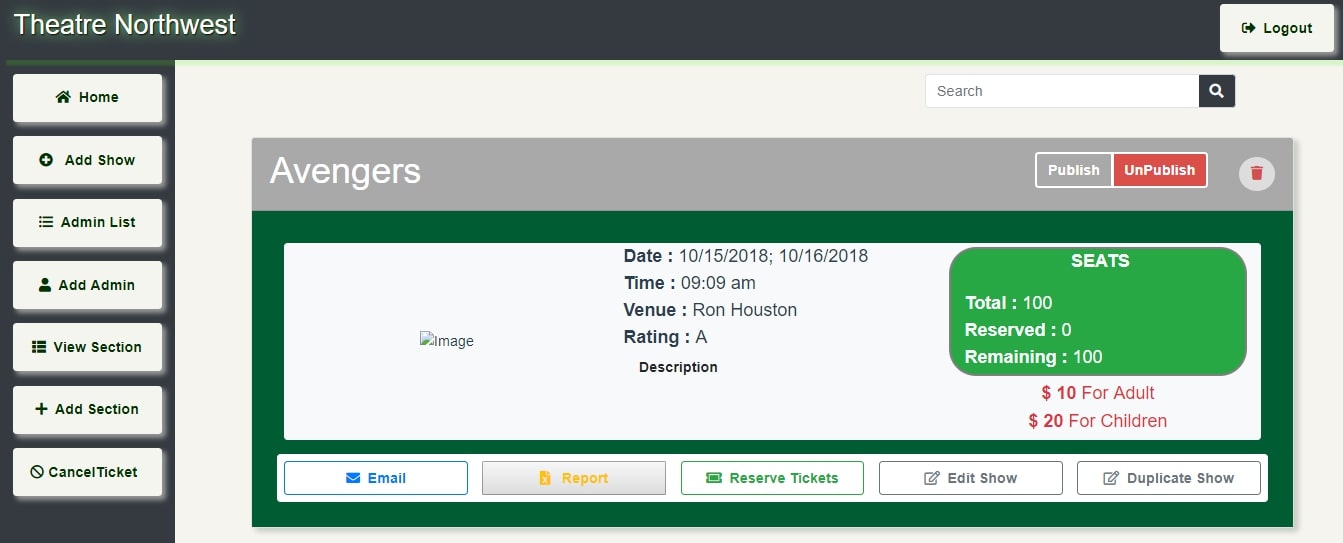 Theatre Northwest
Logout
Home
Add Show
Admin List
Add Admin
View Section
Add Section
CancelTicket
Search
Avengers
Publish
UnPublish
Image
Date : 10/15/2018; 10/16/2018
Time : 09:09 am
Venue : Ron Houston
Rating : A
Description
SEATS
Total : 100
Reserved : 0
Remaining : 100
$ 10 For Adult
$ 20 For Children
Email
Report
Reserve Tickets
Edit Show
Duplicate Show